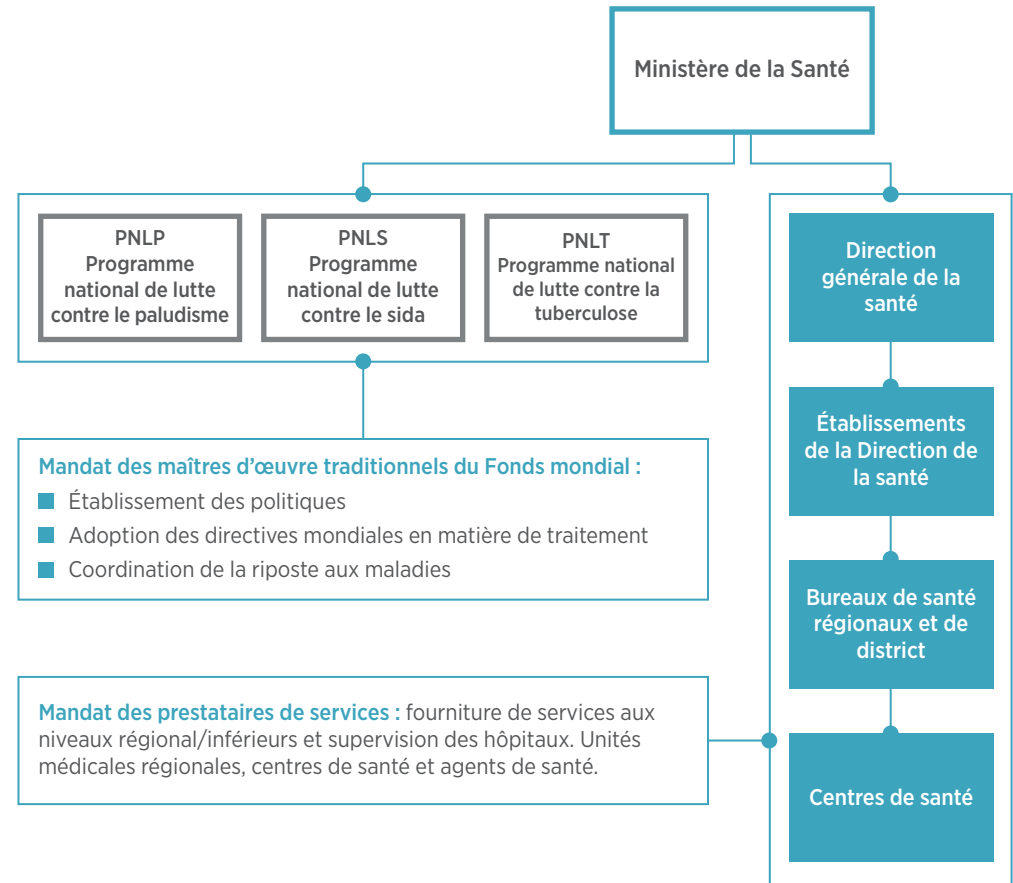 Ministère de la Santé
PNLP
Programme
national de lutte
contre le paludisme
PNLS
Programme
national de lutte
contre le sida
PNLT
Programme national
de lutte contre la
tuberculose
Direction
générale de la
santé
Établissements
de la Direction de
la santé
Bureaux de santé
régionaux et de
district
Centres de santé
Mandat des maîtres d’œuvre traditionnels du Fonds mondial :
Établissement des politiques
Adoption des directives mondiales en matière de traitement
Coordination de la riposte aux maladies
Mandat des prestataires de services : fourniture de services aux
niveaux régional/inférieurs et supervision des hôpitaux. Unités
médicales régionales, centres de santé et agents de santé.